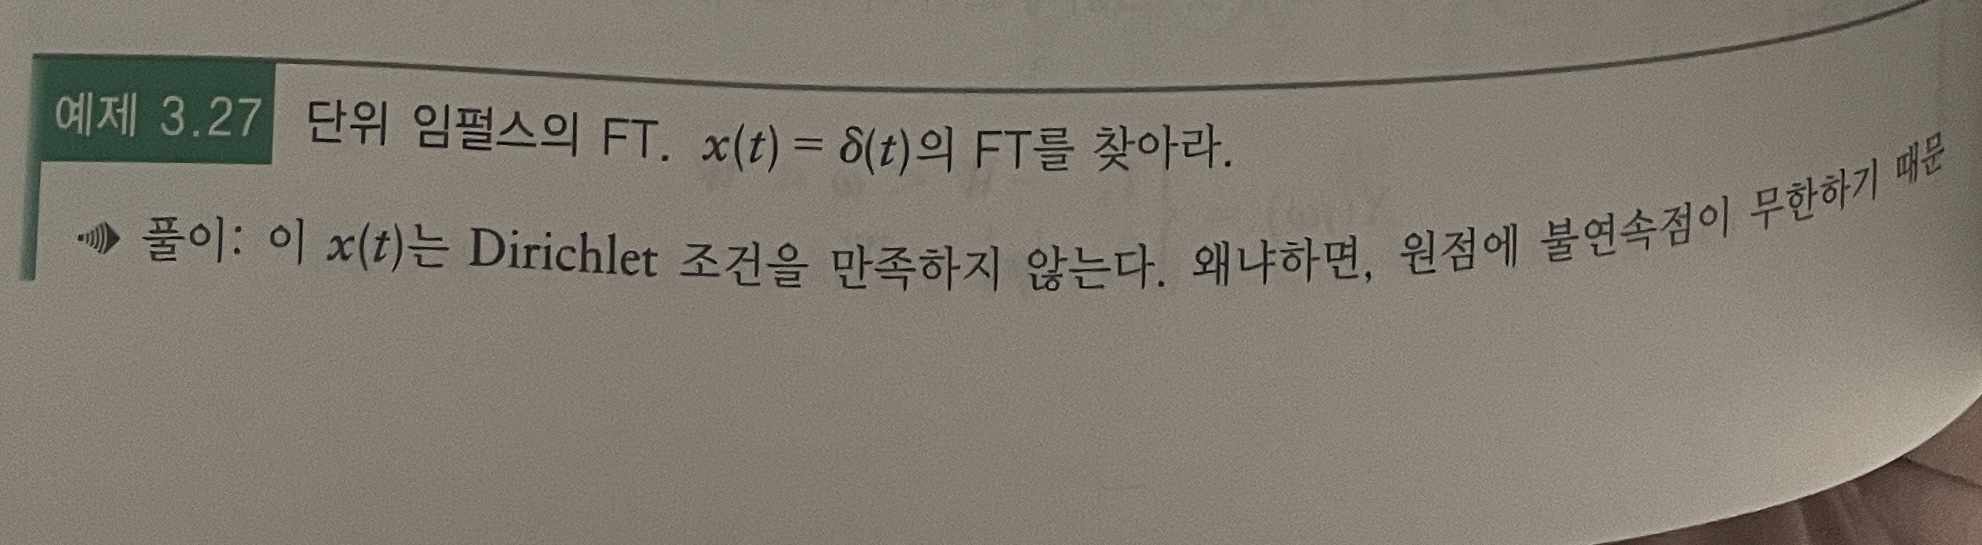 예제 3.27 단위 임펄스의 FT. x(t) = δ(t)의 FT를 찾아라.
풀이: 이 x(t)는 Dirichlet 조건을 만족하지 않는다. 왜냐하면, 원점에 불연속점이 무한하기 때문